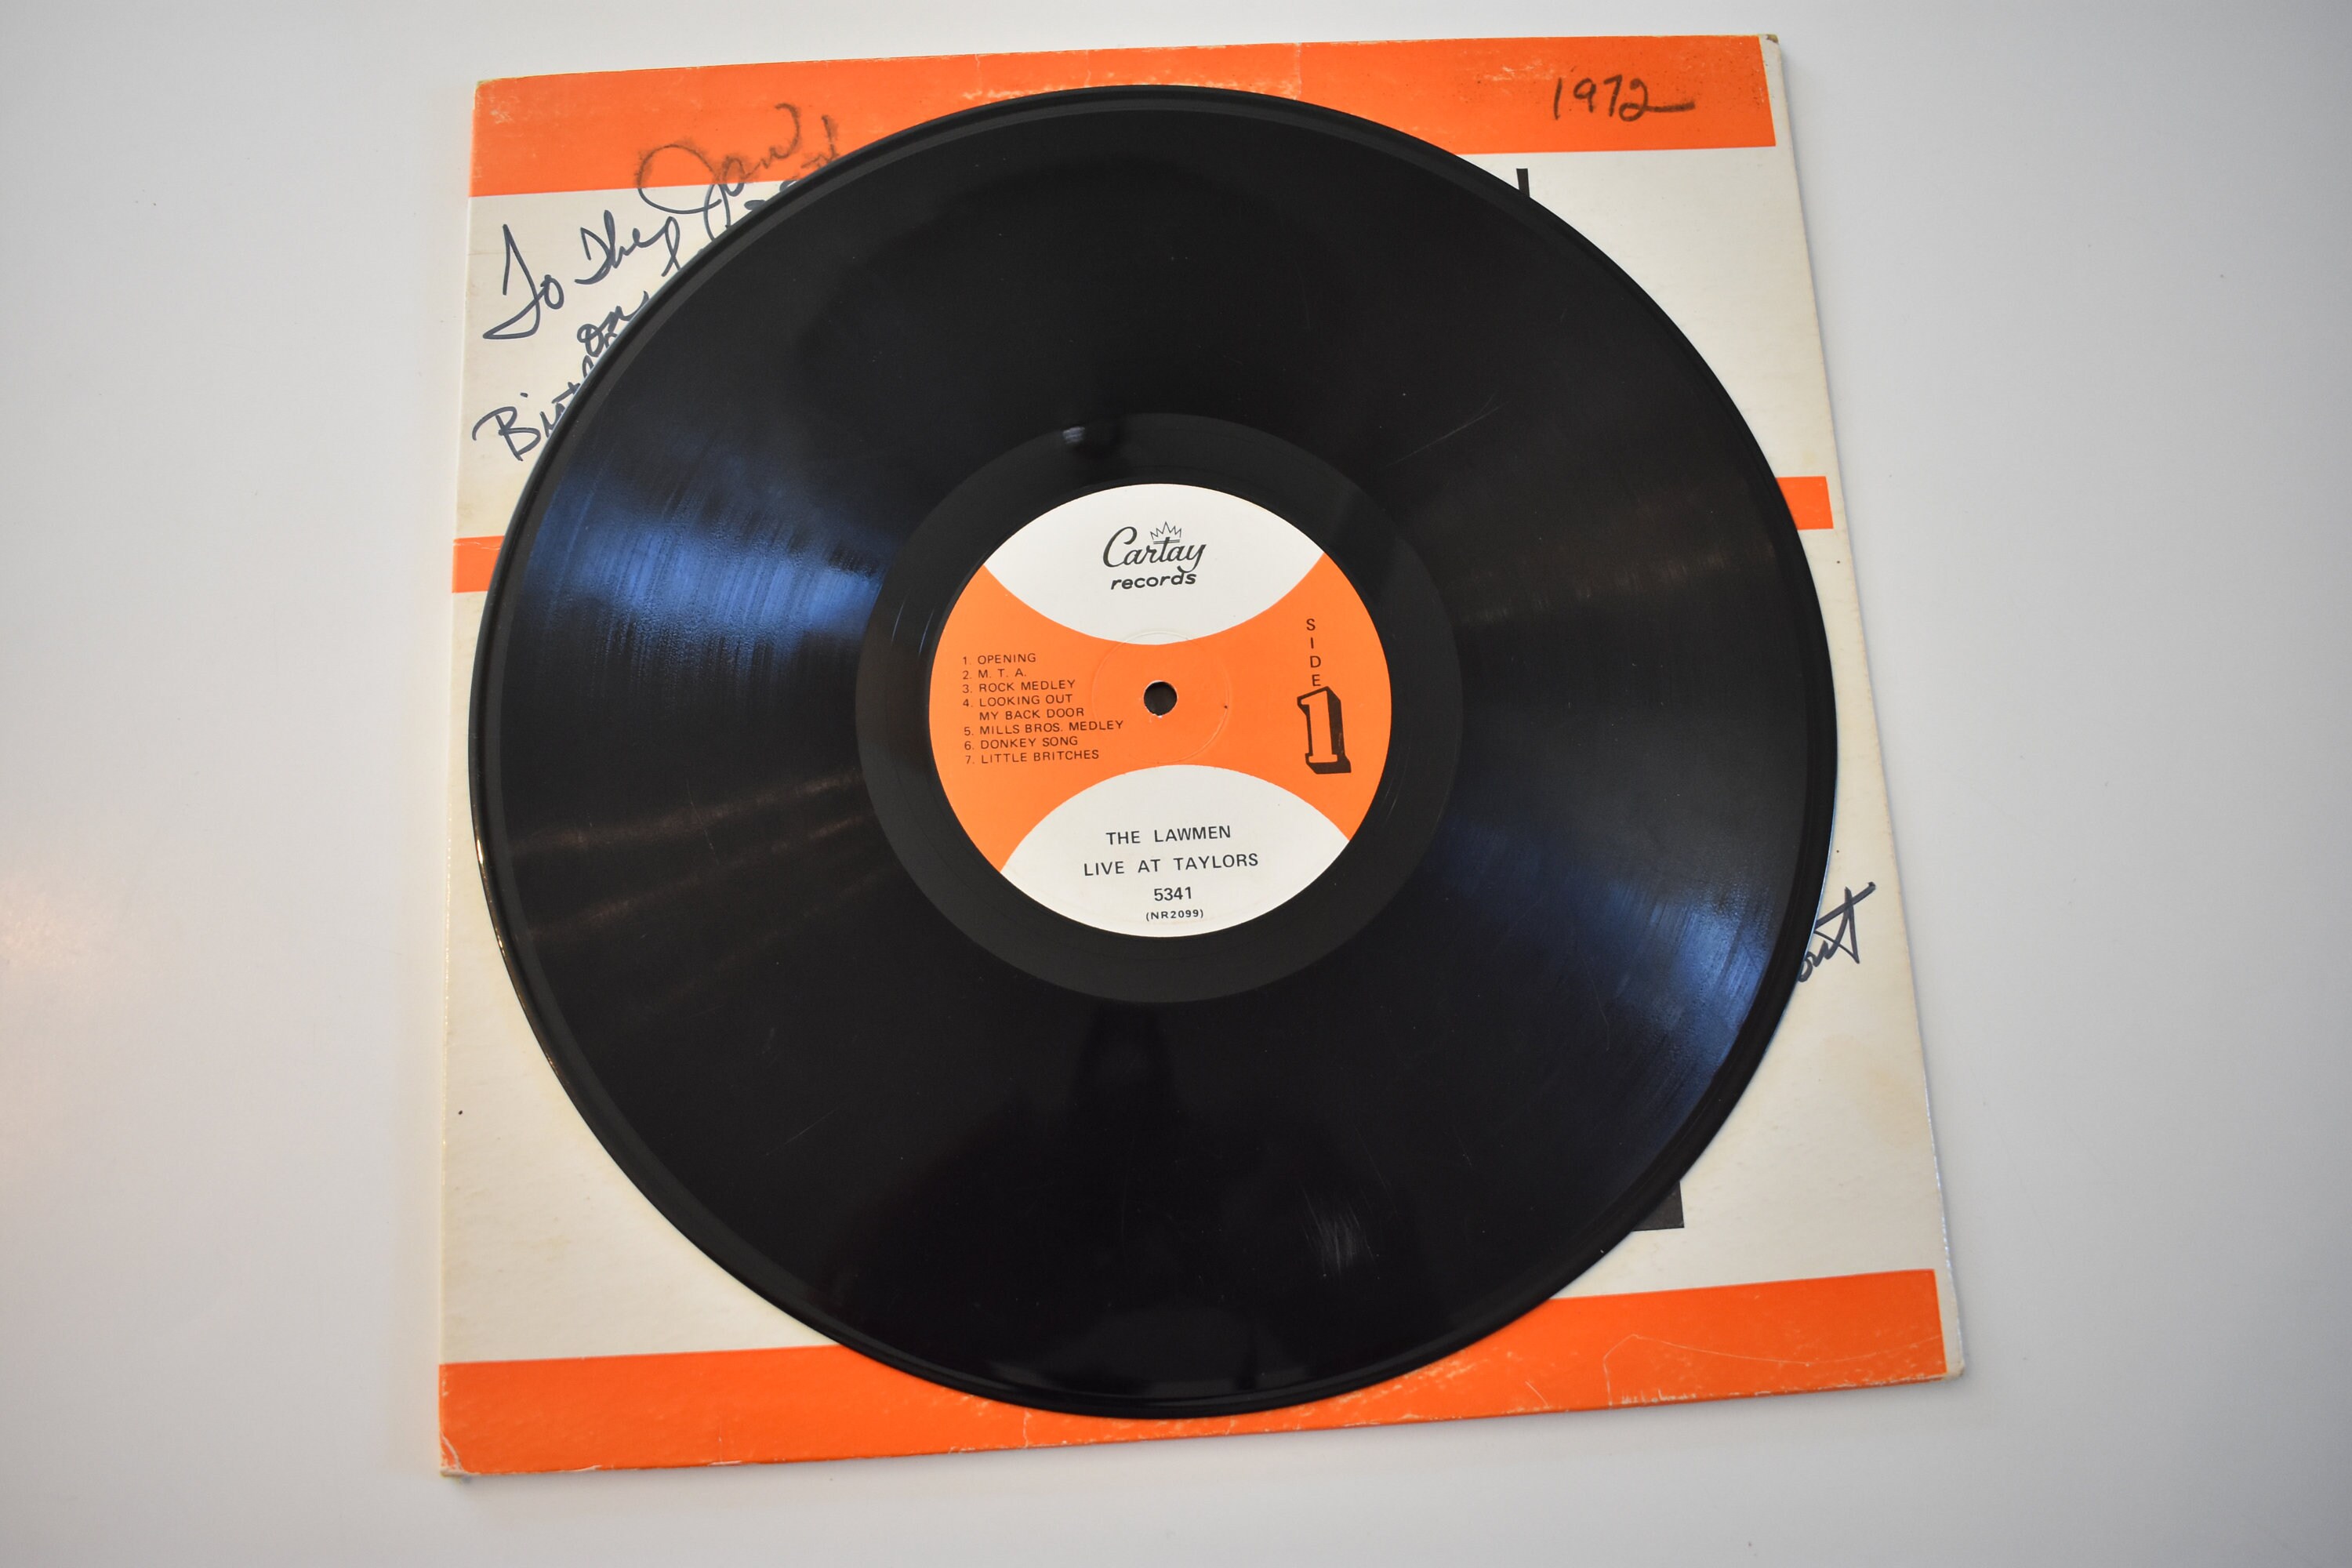 1972
To The
on
Cartay
records
SIDE
1
1. OPENING
2. M. T. A.
3. ROCK MEDLEY
4. LOOKING OUT
MY BACK DOOR
5. MILLS BROS. MEDLEY
6. DONKEY SONG
7. LITTLE BRITCHES
THE LAWMEN
LIVE AT TAYLORS
5341
(NR2099)